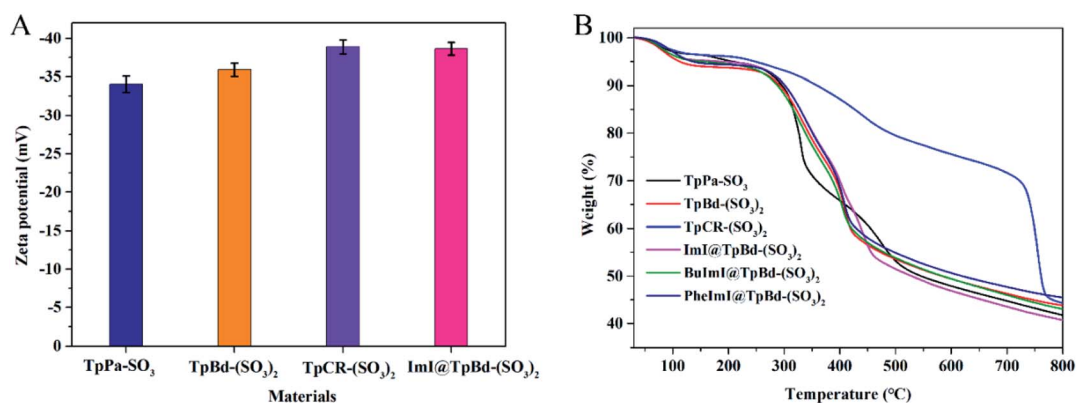 A
Zeta potential (mV)
-40
-35
-30
-25
-20
-15
-10
-5
0
TpPa-SO₃
TpBd-(SO₃)₂
TpCR-(SO₃)₂
ImI@TpBd-(SO₃)₂
Materials
B
Weight (%)
100
90
80
70
60
50
40
TpPa-SO₃
TpBd-(SO₃)₂
TpCR-(SO₃)₂
ImI@TpBd-(SO₃)₂
BuImI@TpBd-(SO₃)₂
PheImI@TpBd-(SO₃)₂
100 200 300 400 500 600 700 800
Temperature (°C)